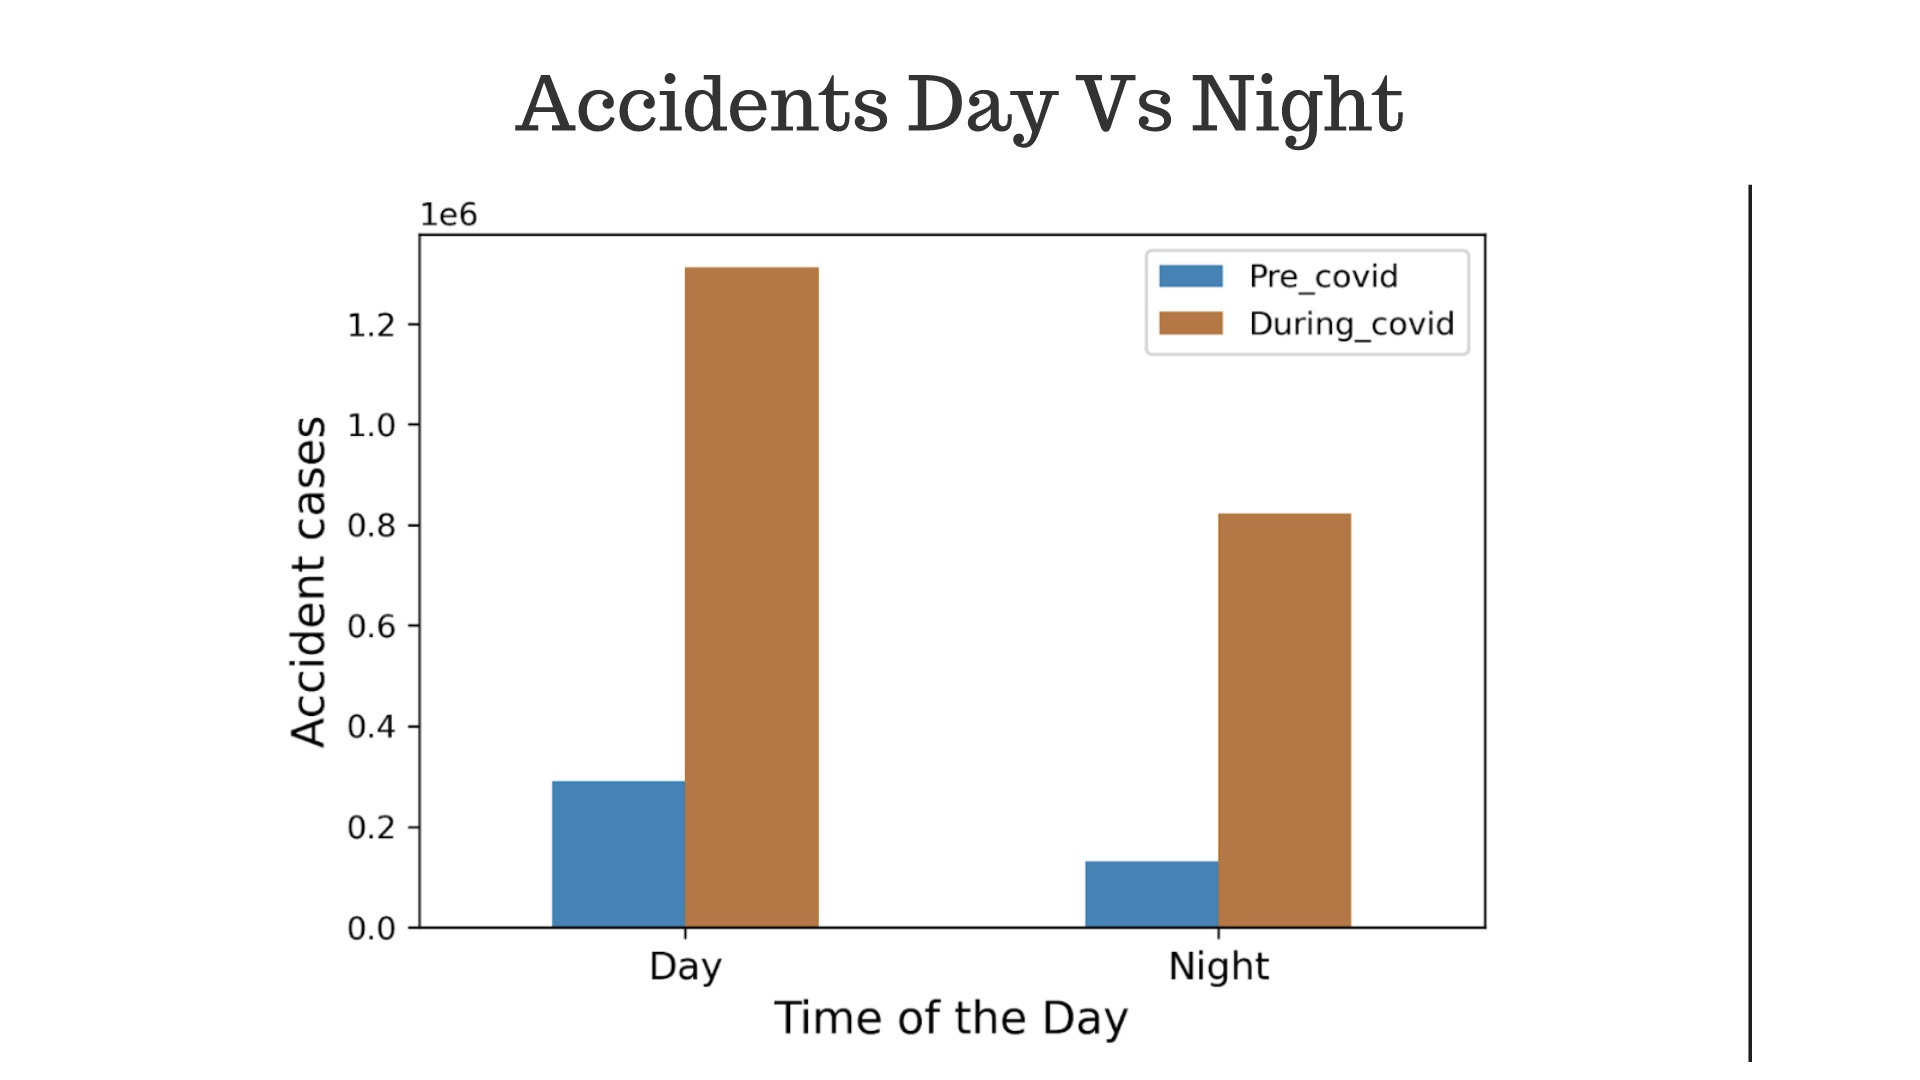 Accidents Day Vs Night
1e6
Pre_covid
During_covid
1.2
1.0
0.8
0.6
0.4
0.2
0.0
Accident cases
Day Night
Time of the Day